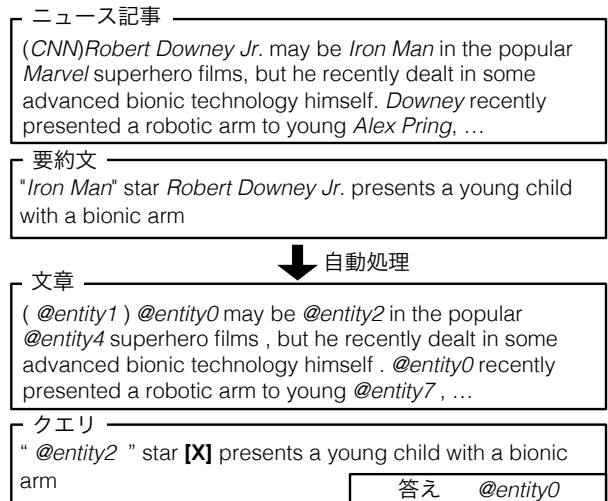 ニュース記事
(CNN)Robert Downey Jr. may be Iron Man in the popular
Marvel superhero films, but he recently dealt in some
advanced bionic technology himself. Downey recently
presented a robotic arm to young Alex Pring, …
要約文
"Iron Man" star Robert Downey Jr. presents a young child
with a bionic arm
自動処理
文章
( @entity1 ) @entity0 may be @entity2 in the popular
@entity4 superhero films , but he recently dealt in some
advanced bionic technology himself . @entity0 recently
presented a robotic arm to young @entity7 , …
クエリ
“ @entity2 ” star [X] presents a young child with a bionic
arm
答え @entity0